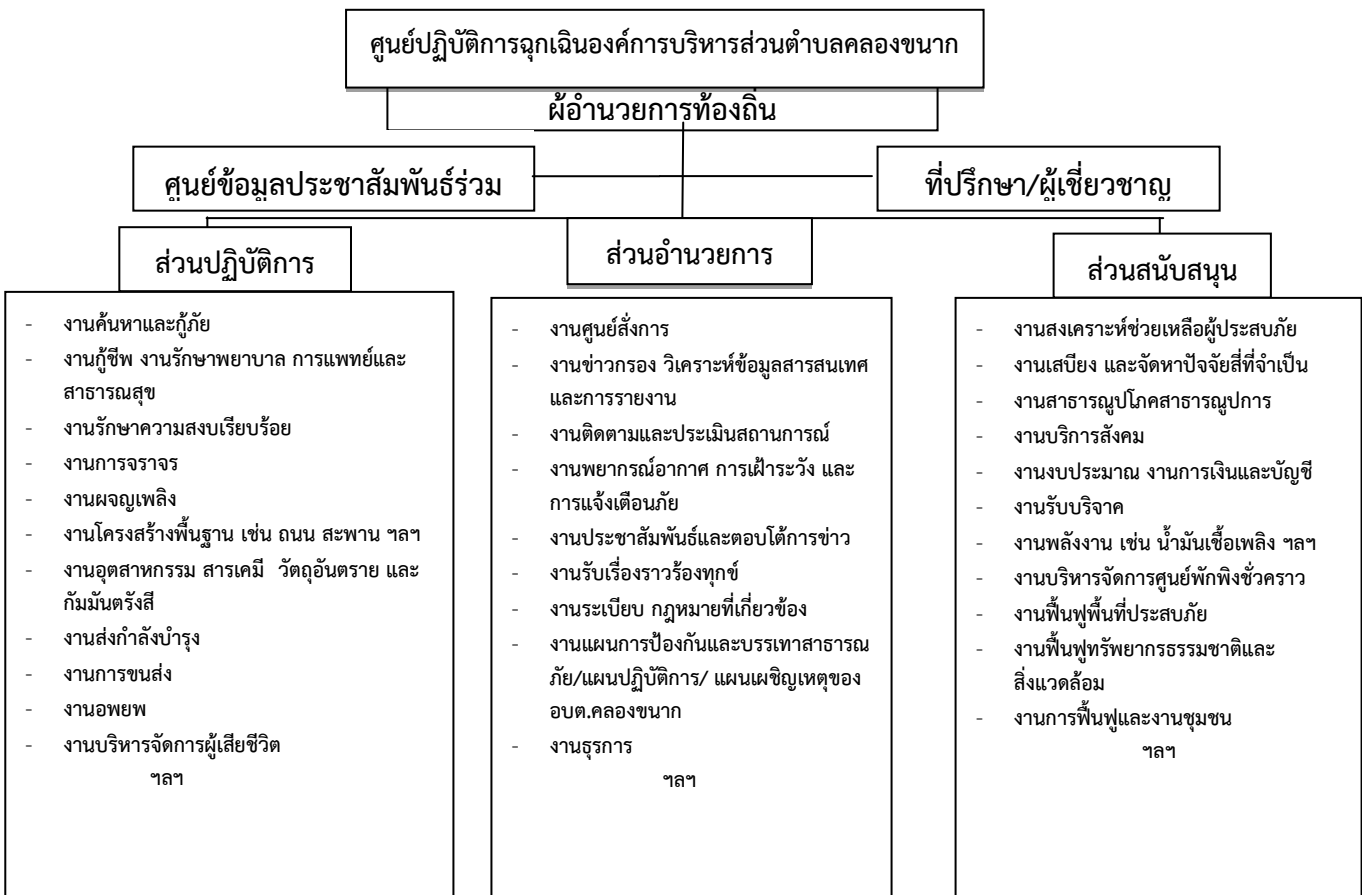 ศูนย์ปฏิบัติการฉุกเฉินองค์การบริหารส่วนตำบลคลองขนาก
ผู้อำนวยการท้องถิ่น
ศูนย์ข้อมูลประชาสัมพันธ์ร่วม
ที่ปรึกษา/ผู้เชี่ยวชาญ
ส่วนปฏิบัติการ
- งานค้นหาและกู้ภัย
- งานกู้ชีพ งานรักษาพยาบาล การแพทย์และ
สาธารณสุข
- งานรักษาความสงบเรียบร้อย
- งานการจราจร
- งานผจญเพลิง
- งานโครงสร้างพื้นฐาน เช่น ถนน สะพาน ฯลฯ
- งานอุตสาหกรรม สารเคมี วัตถุอันตราย และ
กัมมันตรังสี
- งานส่งกำลังบำรุง
- งานการขนส่ง
- งานอพยพ
- งานบริหารจัดการผู้เสียชีวิต
ฯลฯ
ส่วนอำนวยการ
- งานศูนย์สั่งการ
- งานข่าวกรอง วิเคราะห์ข้อมูลสารสนเทศ
และการรายงาน
- งานติดตามและประเมินสถานการณ์
- งานพยากรณ์อากาศ การเฝ้าระวัง และ
การแจ้งเตือนภัย
- งานประชาสัมพันธ์และตอบโต้การข่าว
- งานรับเรื่องราวร้องทุกข์
- งานระเบียบ กฎหมายที่เกี่ยวข้อง
- งานแผนการป้องกันและบรรเทาสาธารณ
ภัย/แผนปฏิบัติการ/ แผนเผชิญเหตุของ
อบต.คลองขนาก
- งานธุรการ
ฯลฯ
ส่วนสนับสนุน
- งานสงเคราะห์ช่วยเหลือผู้ประสบภัย
- งานเสบียง และจัดหาปัจจัยสี่ที่จำเป็น
- งานสาธารณูปโภคสาธารณูปการ
- งานบริการสังคม
- งานงบประมาณ งานการเงินและบัญชี
- งานรับบริจาค
- งานพลังงาน เช่น น้ำมันเชื้อเพลิง ฯลฯ
- งานบริหารจัดการศูนย์พักพิงชั่วคราว
- งานฟื้นฟูพื้นที่ประสบภัย
- งานฟื้นฟูทรัพยากรธรรมชาติและ
สิ่งแวดล้อม
- งานการฟื้นฟูและงานชุมชน
ฯลฯ